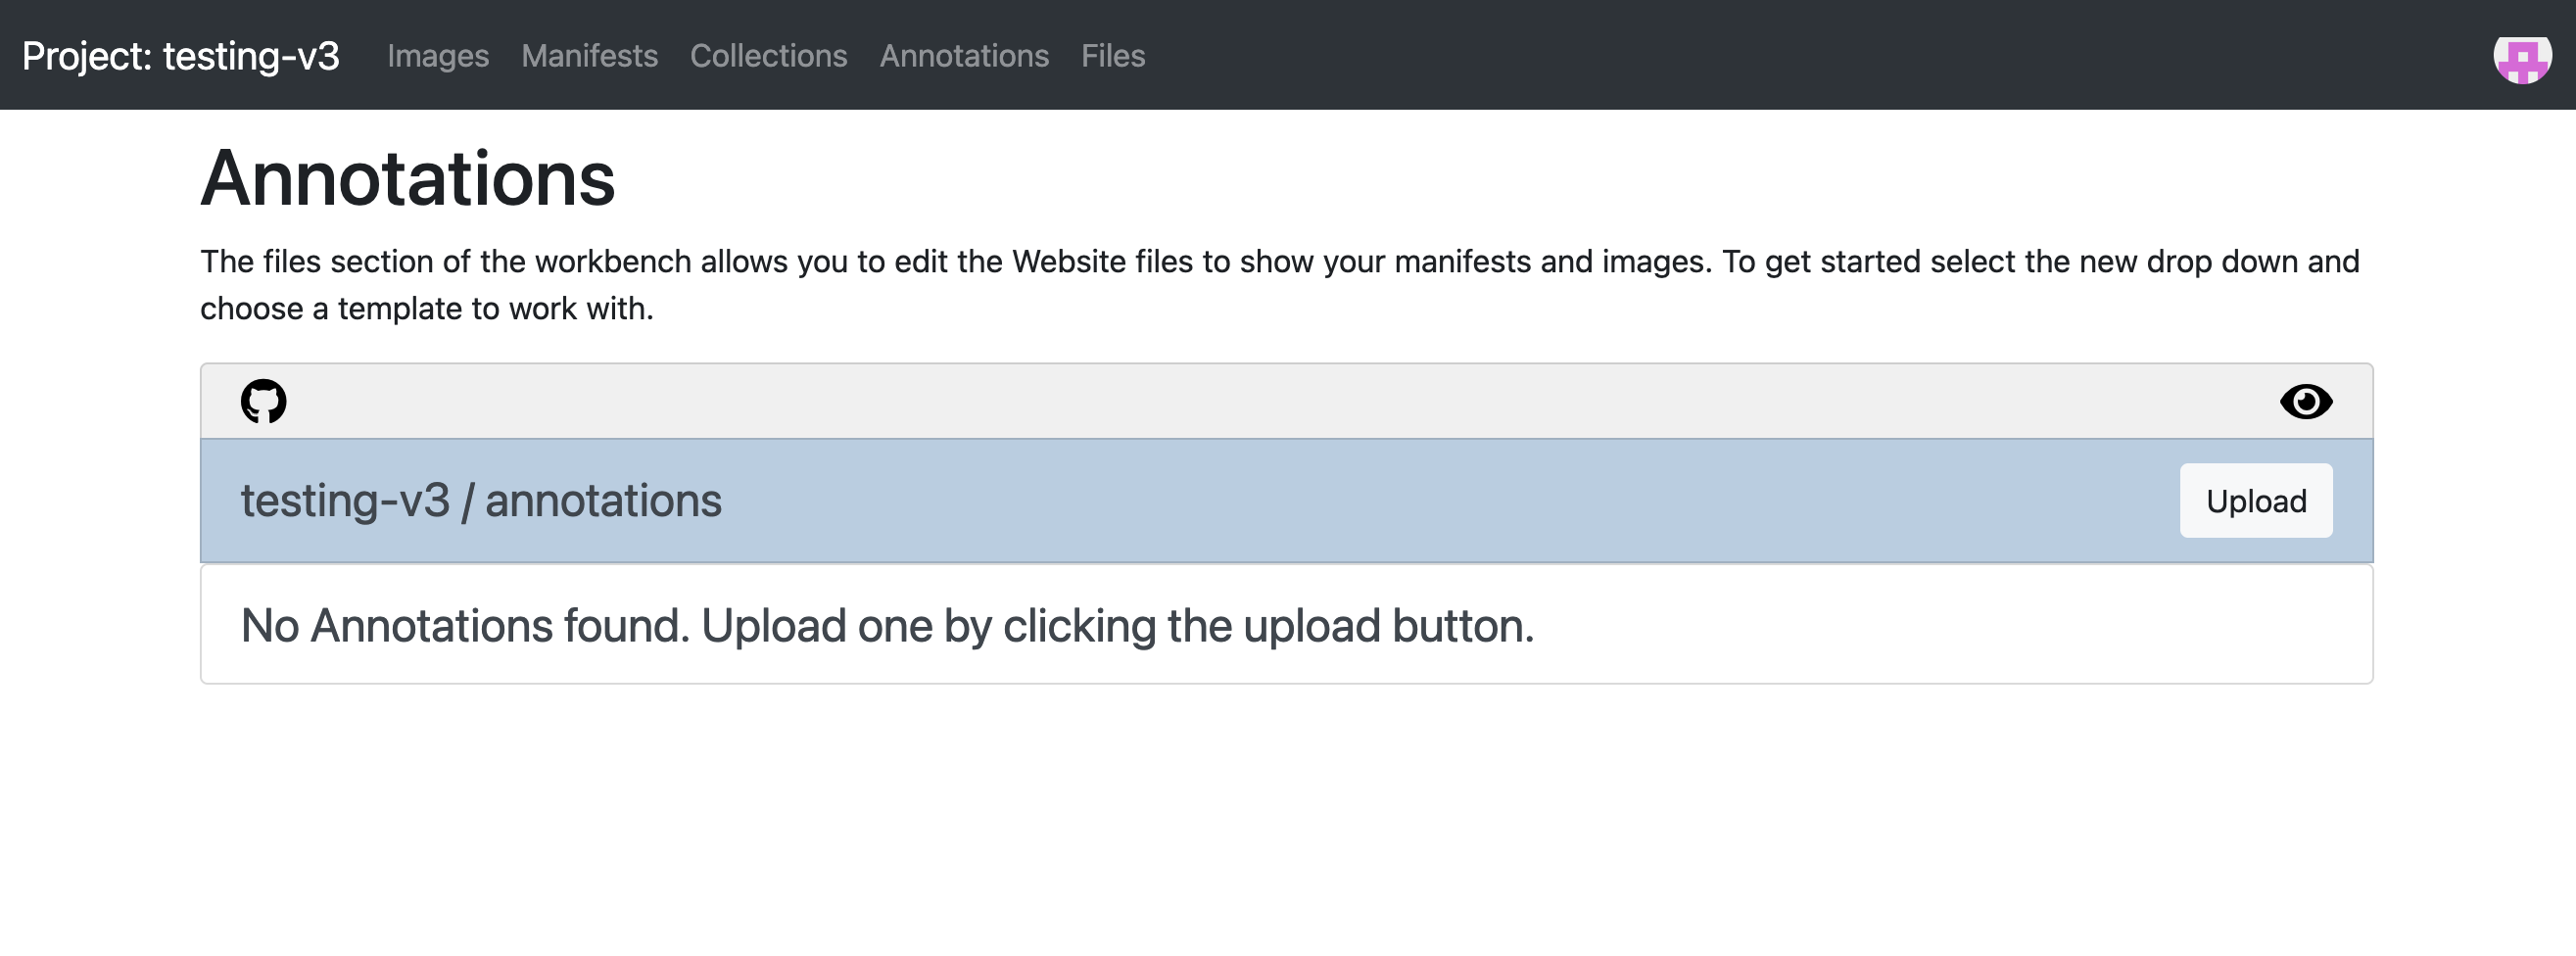 Project: testing-v3 Images Manifests Collections Annotations Files
Annotations
The files section of the workbench allows you to edit the Website files to show your manifests and images. To get started select the new drop down and
choose a template to work with.
testing-v3 / annotations Upload
No Annotations found. Upload one by clicking the upload button.